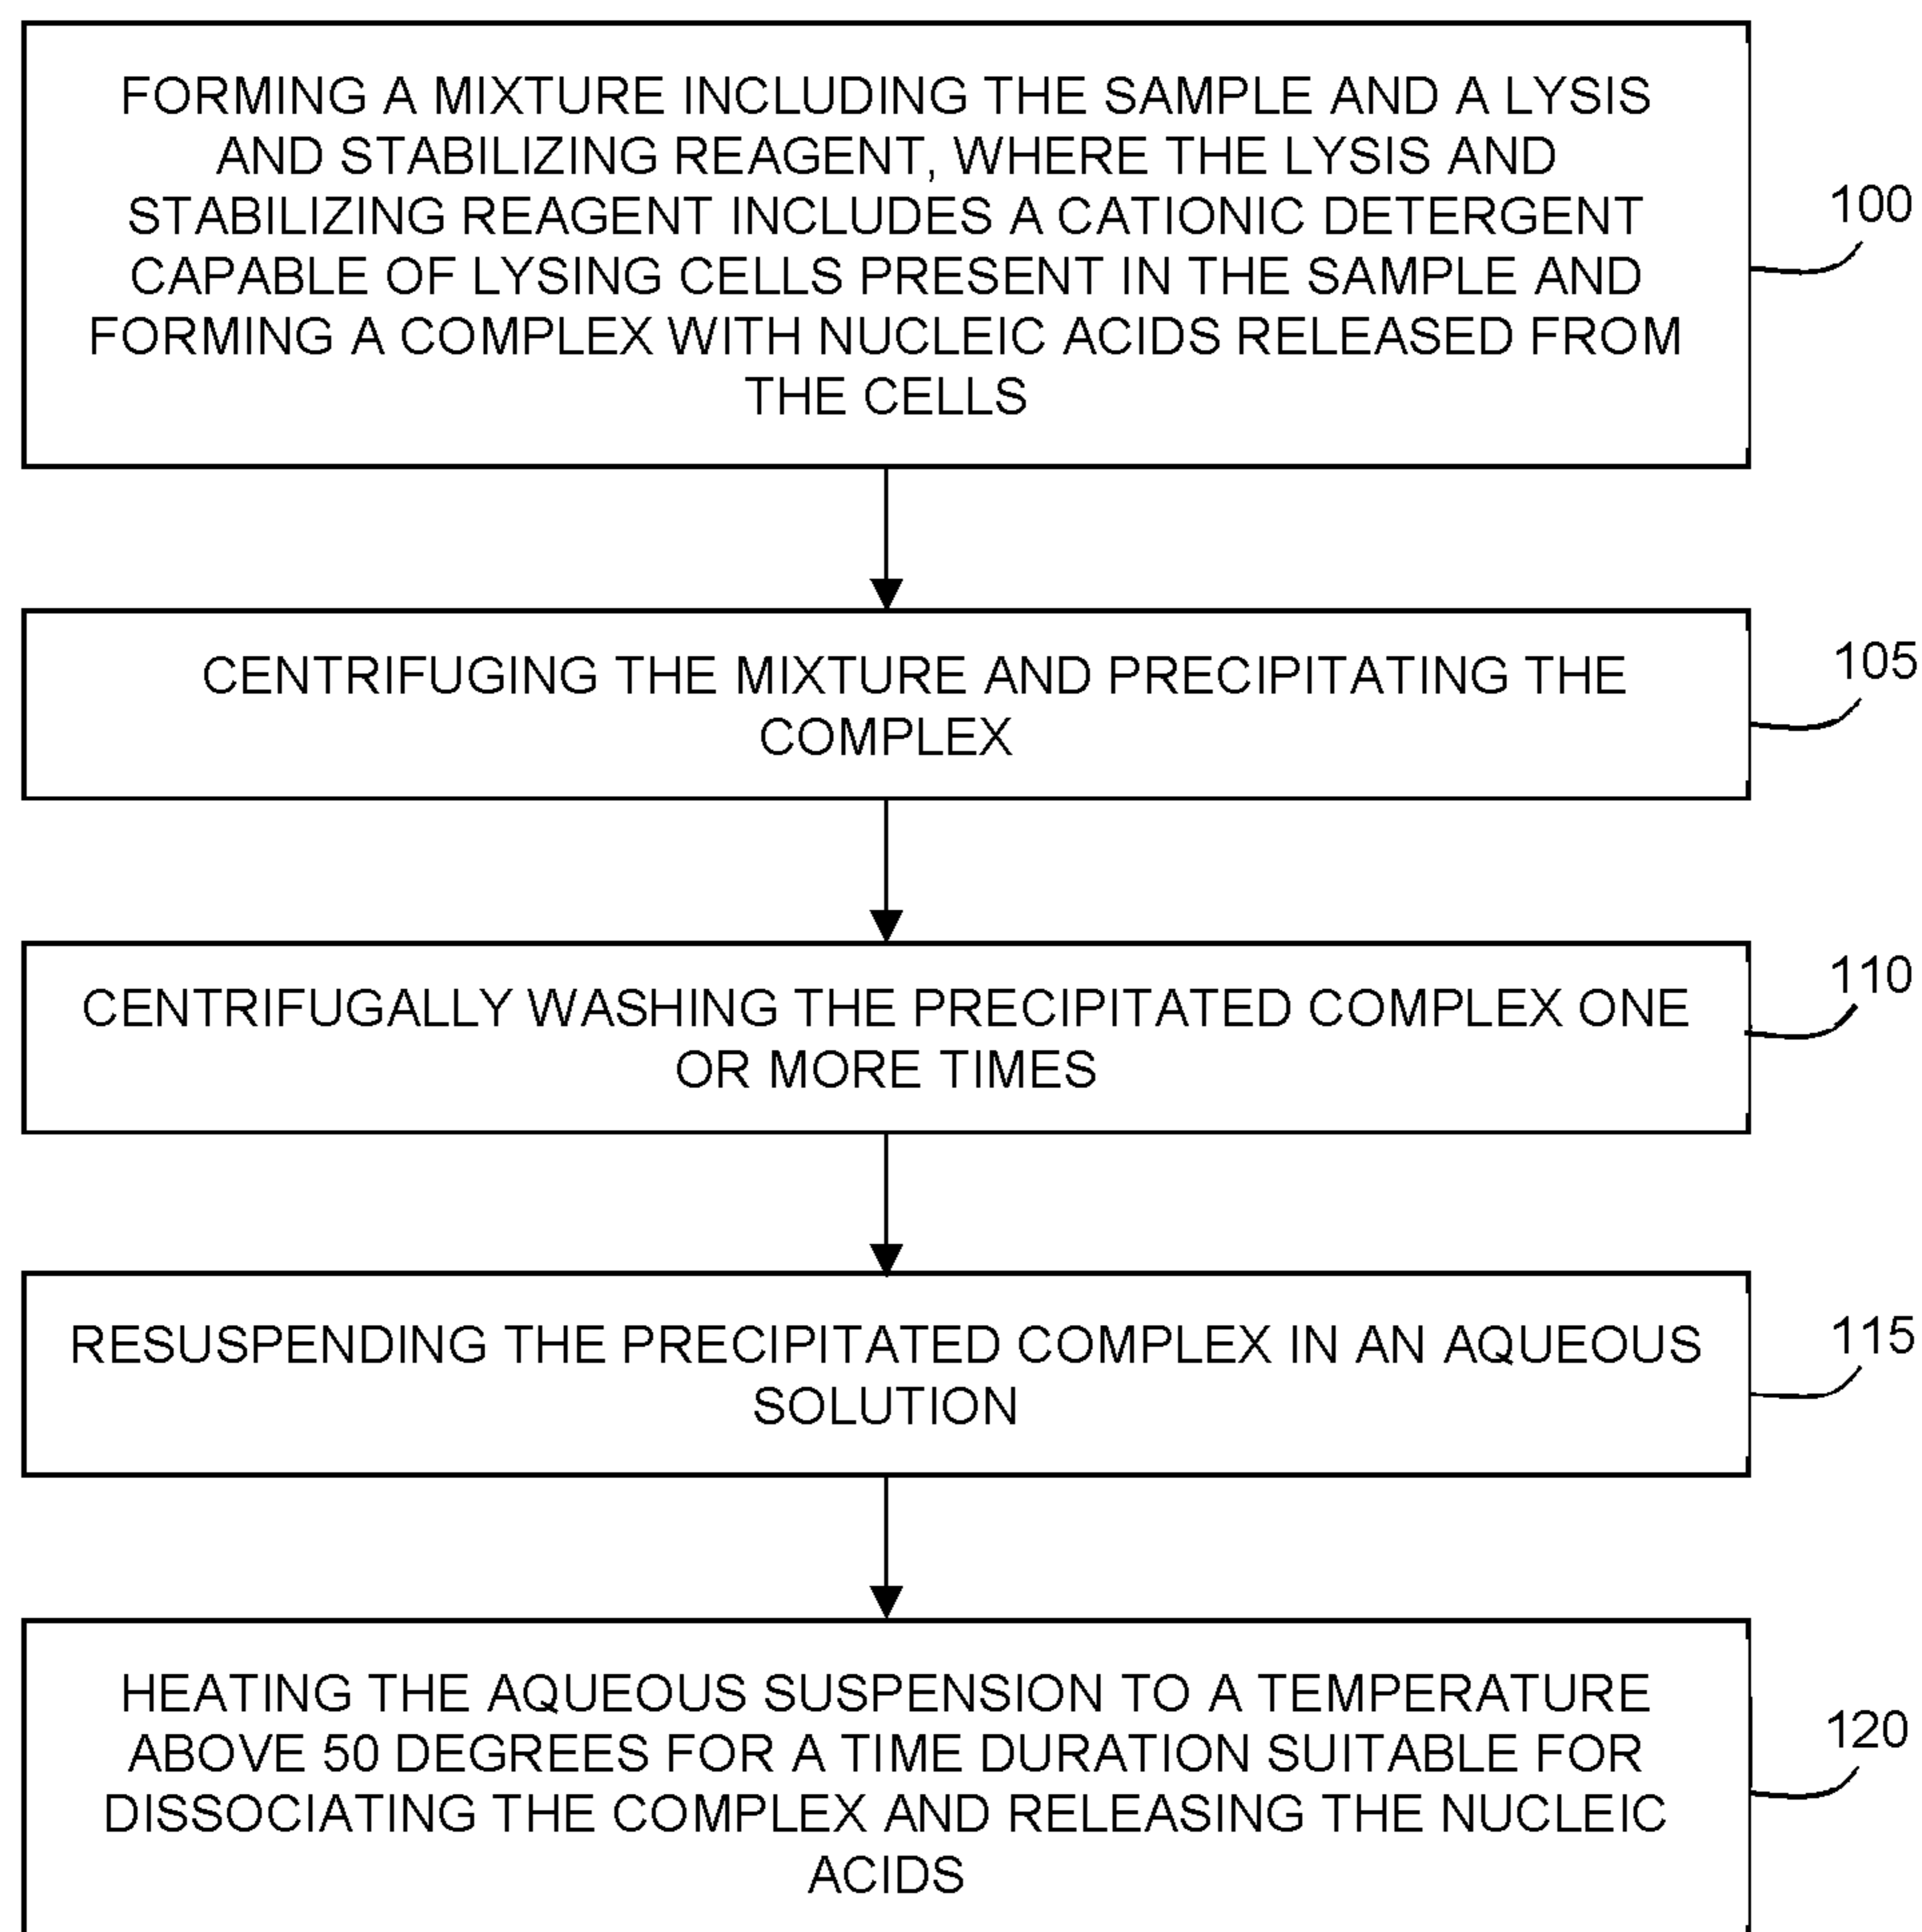 FORMING A MIXTURE INCLUDING THE SAMPLE AND A LYSIS
AND STABILIZING REAGENT, WHERE THE LYSIS AND
STABILIZING REAGENT INCLUDES A CATIONIC DETERGENT
CAPABLE OF LYSING CELLS PRESENT IN THE SAMPLE AND
FORMING A COMPLEX WITH NUCLEIC ACIDS RELEASED FROM
THE CELLS
100
CENTRIFUGING THE MIXTURE AND PRECIPITATING THE
COMPLEX
105
CENTRIFUGALLY WASHING THE PRECIPITATED COMPLEX ONE
OR MORE TIMES
110
RESUSPENDING THE PRECIPITATED COMPLEX IN AN AQUEOUS
SOLUTION
115
HEATING THE AQUEOUS SUSPENSION TO A TEMPERATURE
ABOVE 50 DEGREES FOR A TIME DURATION SUITABLE FOR
DISSOCIATING THE COMPLEX AND RELEASING THE NUCLEIC
ACIDS
120